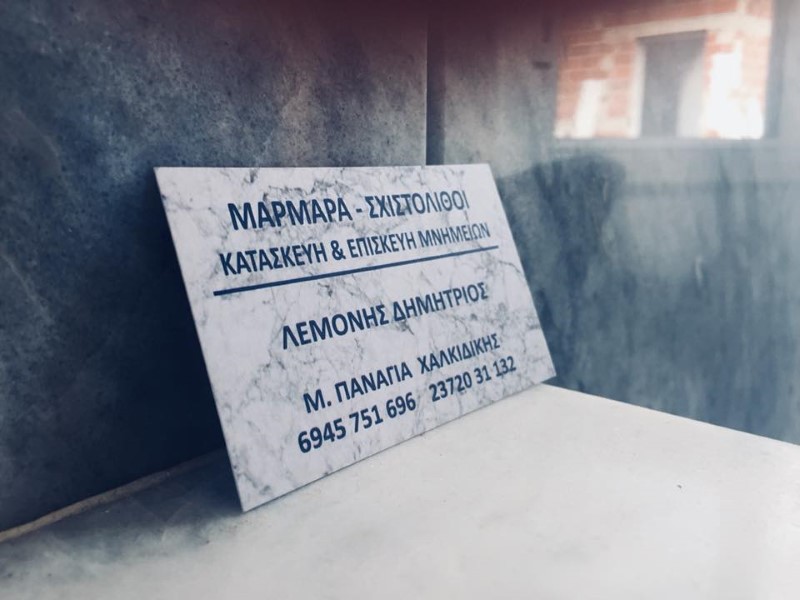 ΜΑΡΜΑΡΑ - ΣΧΙΣΤΟΛΙΘΟΙ
ΚΑΤΑΣΚΕΥΗ & ΕΠΙΣΚΕΥΗ ΜΝΗΜΕΙΩΝ
ΛΕΜΟΝΗΣ ΔΗΜΗΤΡΙΟΣ
Μ. ΠΑΝΑΓΙΑ ΧΑΛΚΙΔΙΚΗΣ
6945 751 696 23720 31 132